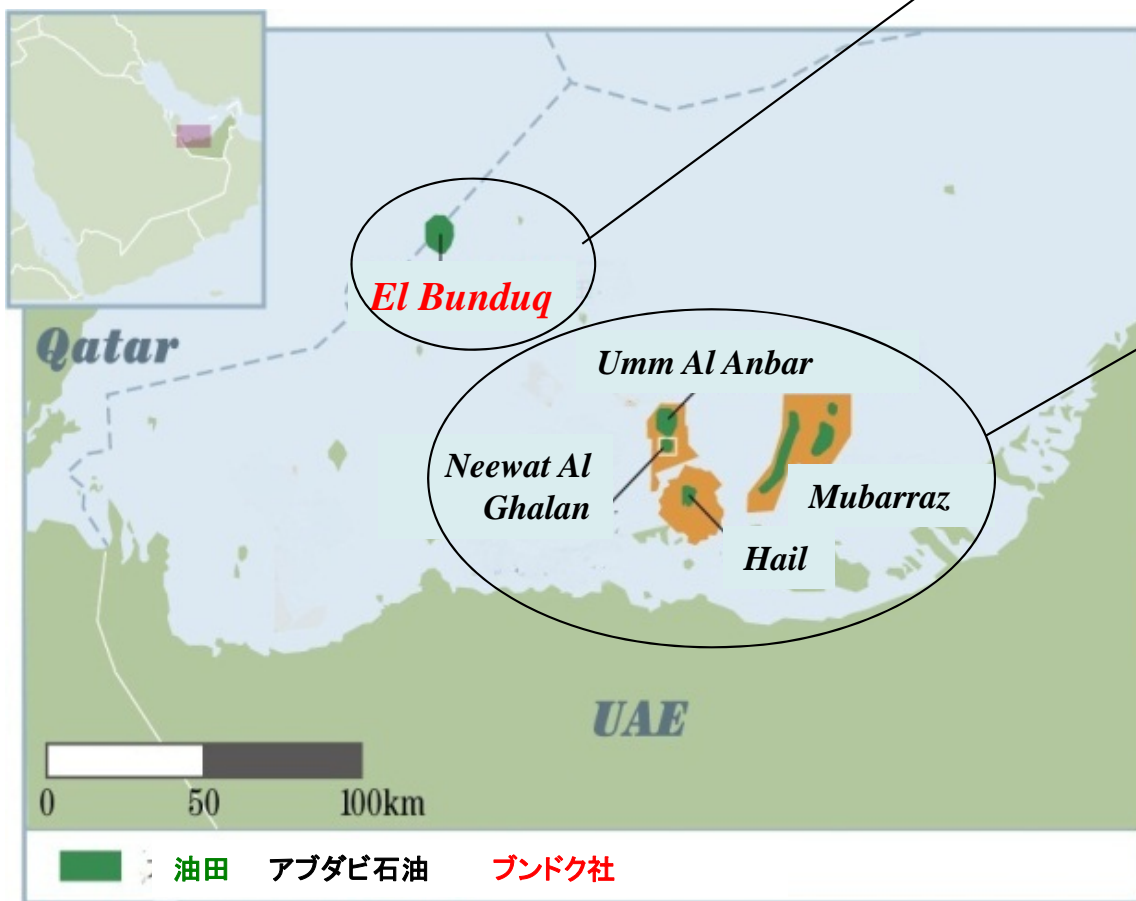 El Bunduq
Qatar
Umm Al Anbar
Neewat Al
Ghalan
Mubarraz
Hail
UAE
0 50 100km
油田 アブダビ石油 ブンドク社